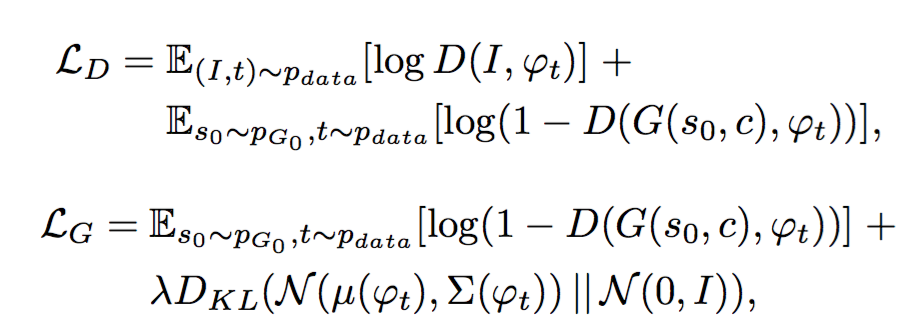 ℒ_D = 𝔼_{(I,t)∼p_{data}}[log D(I, φ_t)] +
𝔼_{s_0∼p_{G_0},t∼p_{data}}[log(1 − D(G(s_0, c), φ_t))],
ℒ_G = 𝔼_{s_0∼p_{G_0},t∼p_{data}}[log(1 − D(G(s_0, c), φ_t))] +
λD_{KL}(𝒩(μ(φ_t), Σ(φ_t)) || 𝒩(0, I)),